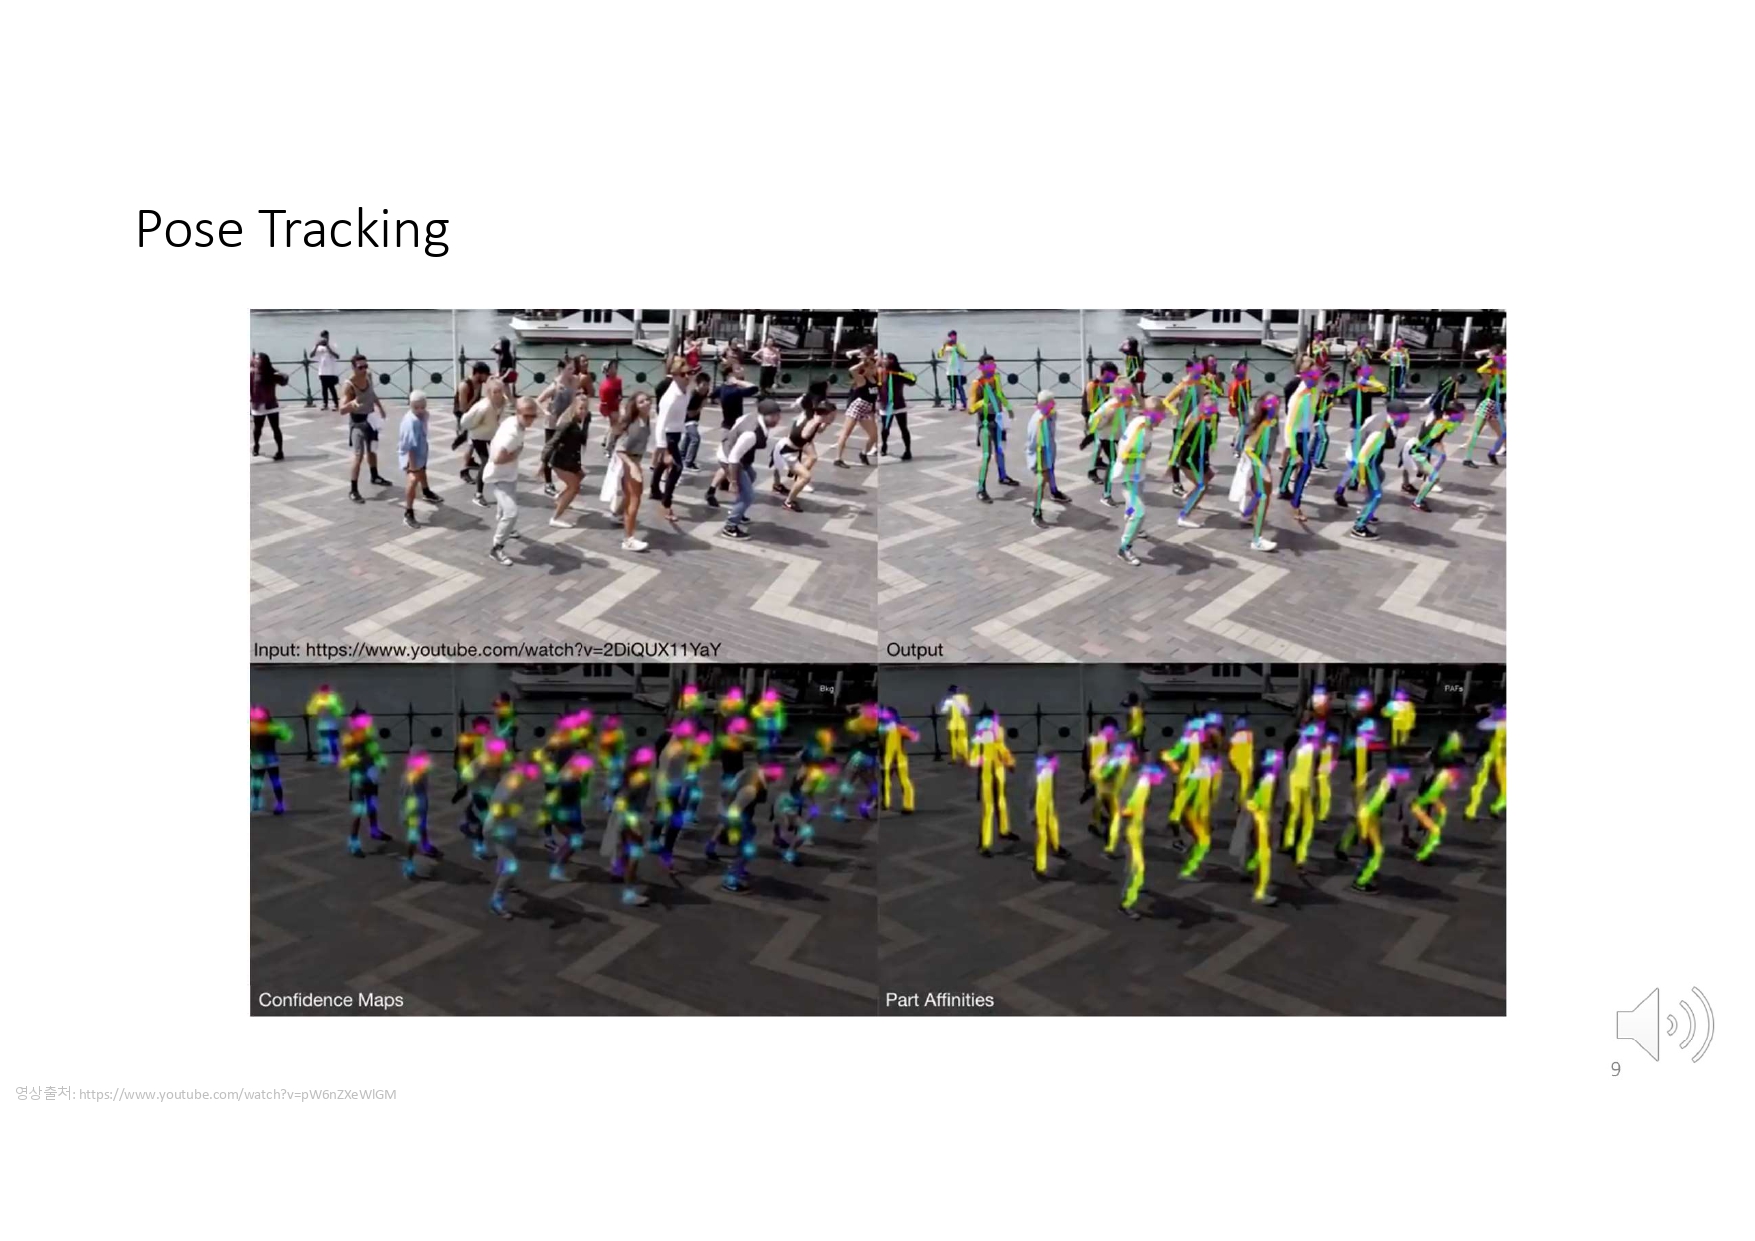 Pose Tracking
Input: https://www.youtube.com/watch?v=2DiQUX11YaY
Output
Bkg
PAFs
Confidence Maps
Part Affinities
9
영상출처: https://www.youtube.com/watch?v=pW6nZXeWlGM